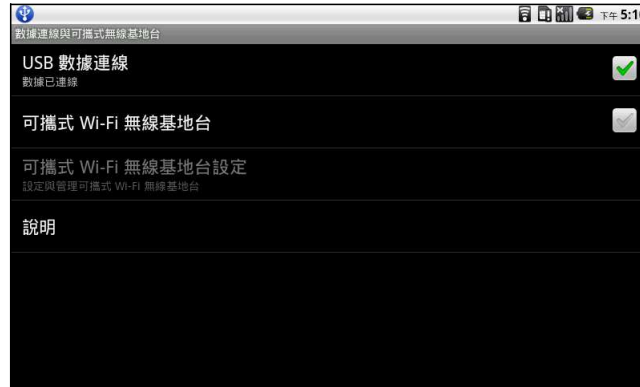 下午 5:10
數據連線與可攜式無線基地台
USB 數據連線
數據已連線
可攜式 Wi-Fi 無線基地台
可攜式 Wi-Fi 無線基地台設定
設定與管理可攜式 Wi-Fi 無線基地台
說明